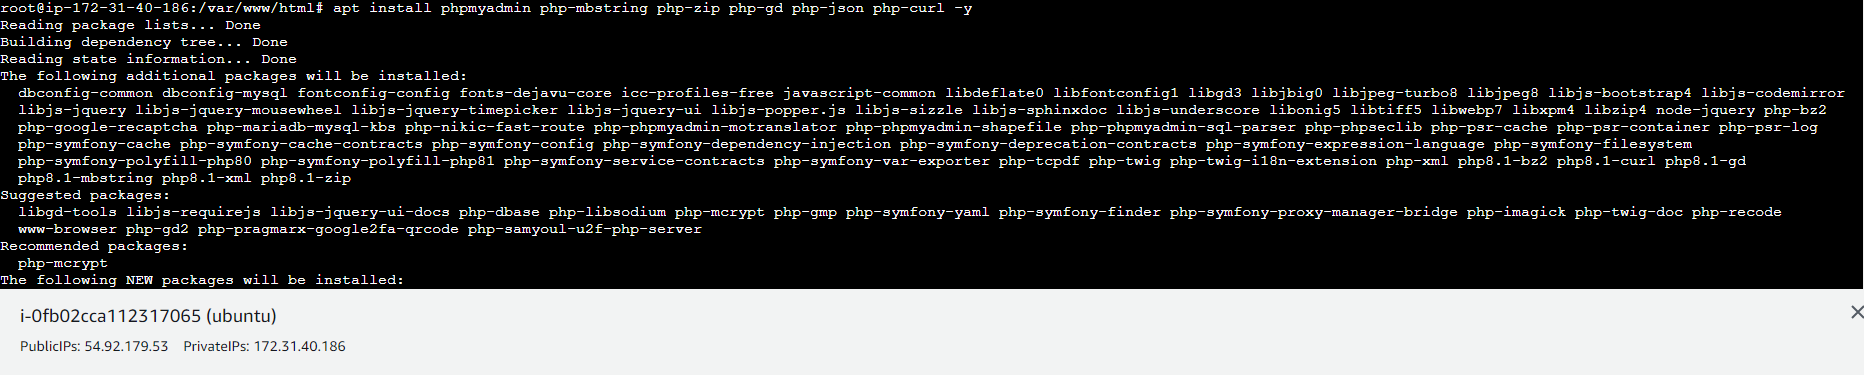 root@ip-172-31-40-186:/var/www/html# apt install phpmyadmin php-mbstring php-zip php-gd php-json php-curl -y
Reading package lists... Done
Building dependency tree... Done
Reading state information... Done
The following additional packages will be installed:
  dbconfig-common dbconfig-mysql fontconfig-config fonts-dejavu-core icc-profiles-free javascript-common libdeflate0 libfontconfig1 libgd3 libjbig0 libjpeg-turbo8 libjpeg8 libjs-bootstrap4 libjs-codemirror
  libjs-jquery libjs-jquery-mousewheel libjs-jquery-timepicker libjs-jquery-ui libjs-popper.js libjs-sizzle libjs-sphinxdoc libjs-underscore libonig5 libtiff5 libwebp7 libxpm4 libzip4 node-jquery php-bz2
  php-google-recaptcha php-mariadb-mysql-kbs php-nikic-fast-route php-phpmyadmin-motranslator php-phpmyadmin-shapefile php-phpmyadmin-sql-parser php-phpseclib php-psr-cache php-psr-container php-psr-log
  php-symfony-cache php-symfony-cache-contracts php-symfony-config php-symfony-dependency-injection php-symfony-deprecation-contracts php-symfony-expression-language php-symfony-filesystem
  php-symfony-polyfill-php80 php-symfony-polyfill-php81 php-symfony-service-contracts php-symfony-var-exporter php-tcpdf php-twig php-twig-i18n-extension php-xml php8.1-bz2 php8.1-curl php8.1-gd
  php8.1-mbstring php8.1-xml php8.1-zip
Suggested packages:
  libgd-tools libjs-requirejs libjs-jquery-ui-docs php-dbase php-libsodium php-mcrypt php-gmp php-symfony-yaml php-symfony-finder php-symfony-proxy-manager-bridge php-imagick php-twig-doc php-recode
  www-browser php-gd2 php-pragmarx-google2fa-qrcode php-samyoul-u2f-php-server
Recommended packages:
  php-mcrypt
The following NEW packages will be installed:
i-0fb02cca112317065 (ubuntu)
PublicIPs: 54.92.179.53 PrivateIPs: 172.31.40.186